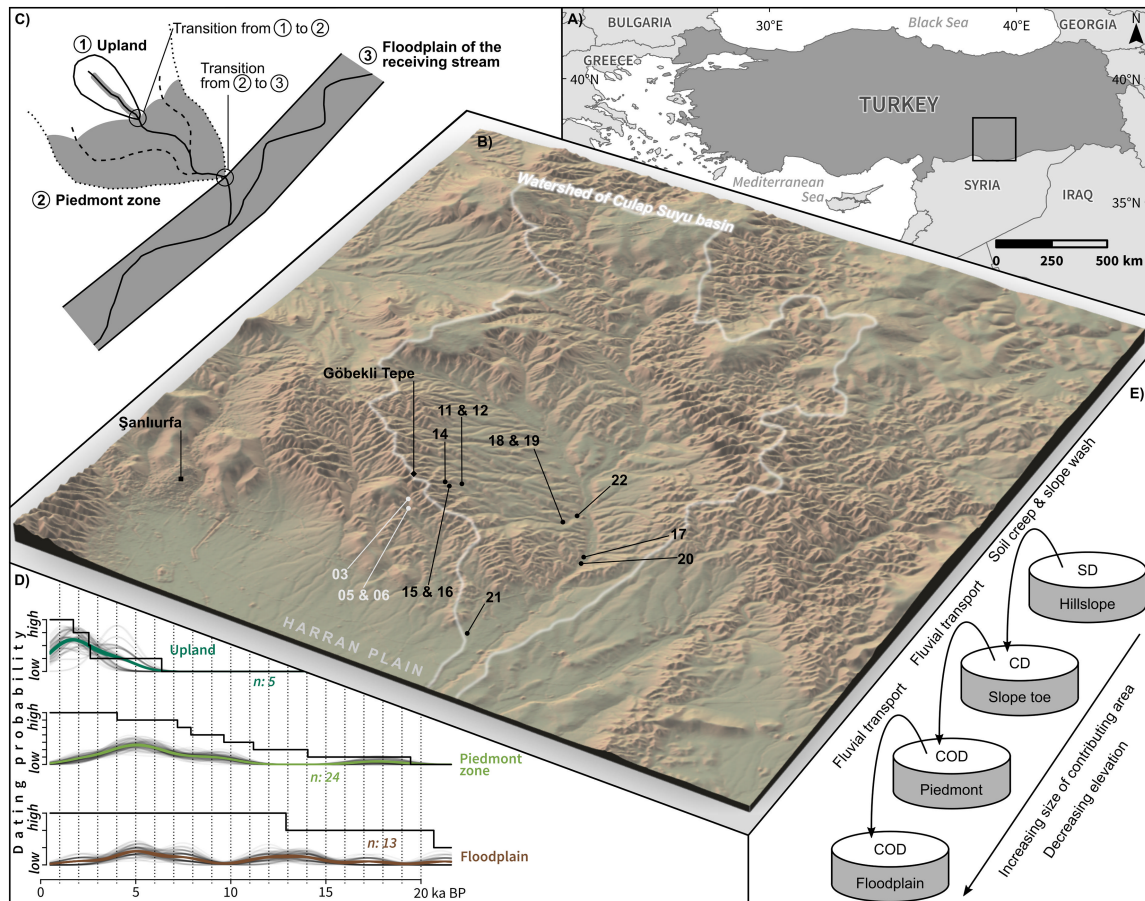 C)
① Upland
Transition from ① to ②
Transition
from ② to ③
③ Floodplain of the
receiving stream
② Piedmont zone
A)
BULGARIA
30°E
Black Sea
40°E
GEORGIA
N
GREECE
40°N
40°N
TURKEY
Mediterranean
Sea
SYRIA
IRAQ
35°N
0 250 500 km
B)
Watershed of Culap Suyu basin
Göbekli Tepe
Şanlıurfa
11 & 12
14
18 & 19
22
17
20
03
05 & 06
15 & 16
21
HARRAN PLAIN
D)
Dating probability
high
low
Upland
n: 5
high
low
Piedmont
zone
n: 24
high
low
n: 13
Floodplain
0 5 10 15 20 ka BP
E)
Soil creep & slope wash
SD
Hillslope
Fluvial transport
CD
Slope toe
Fluvial transport
COD
Piedmont
COD
Floodplain
Increasing size of contributing area
Decreasing elevation